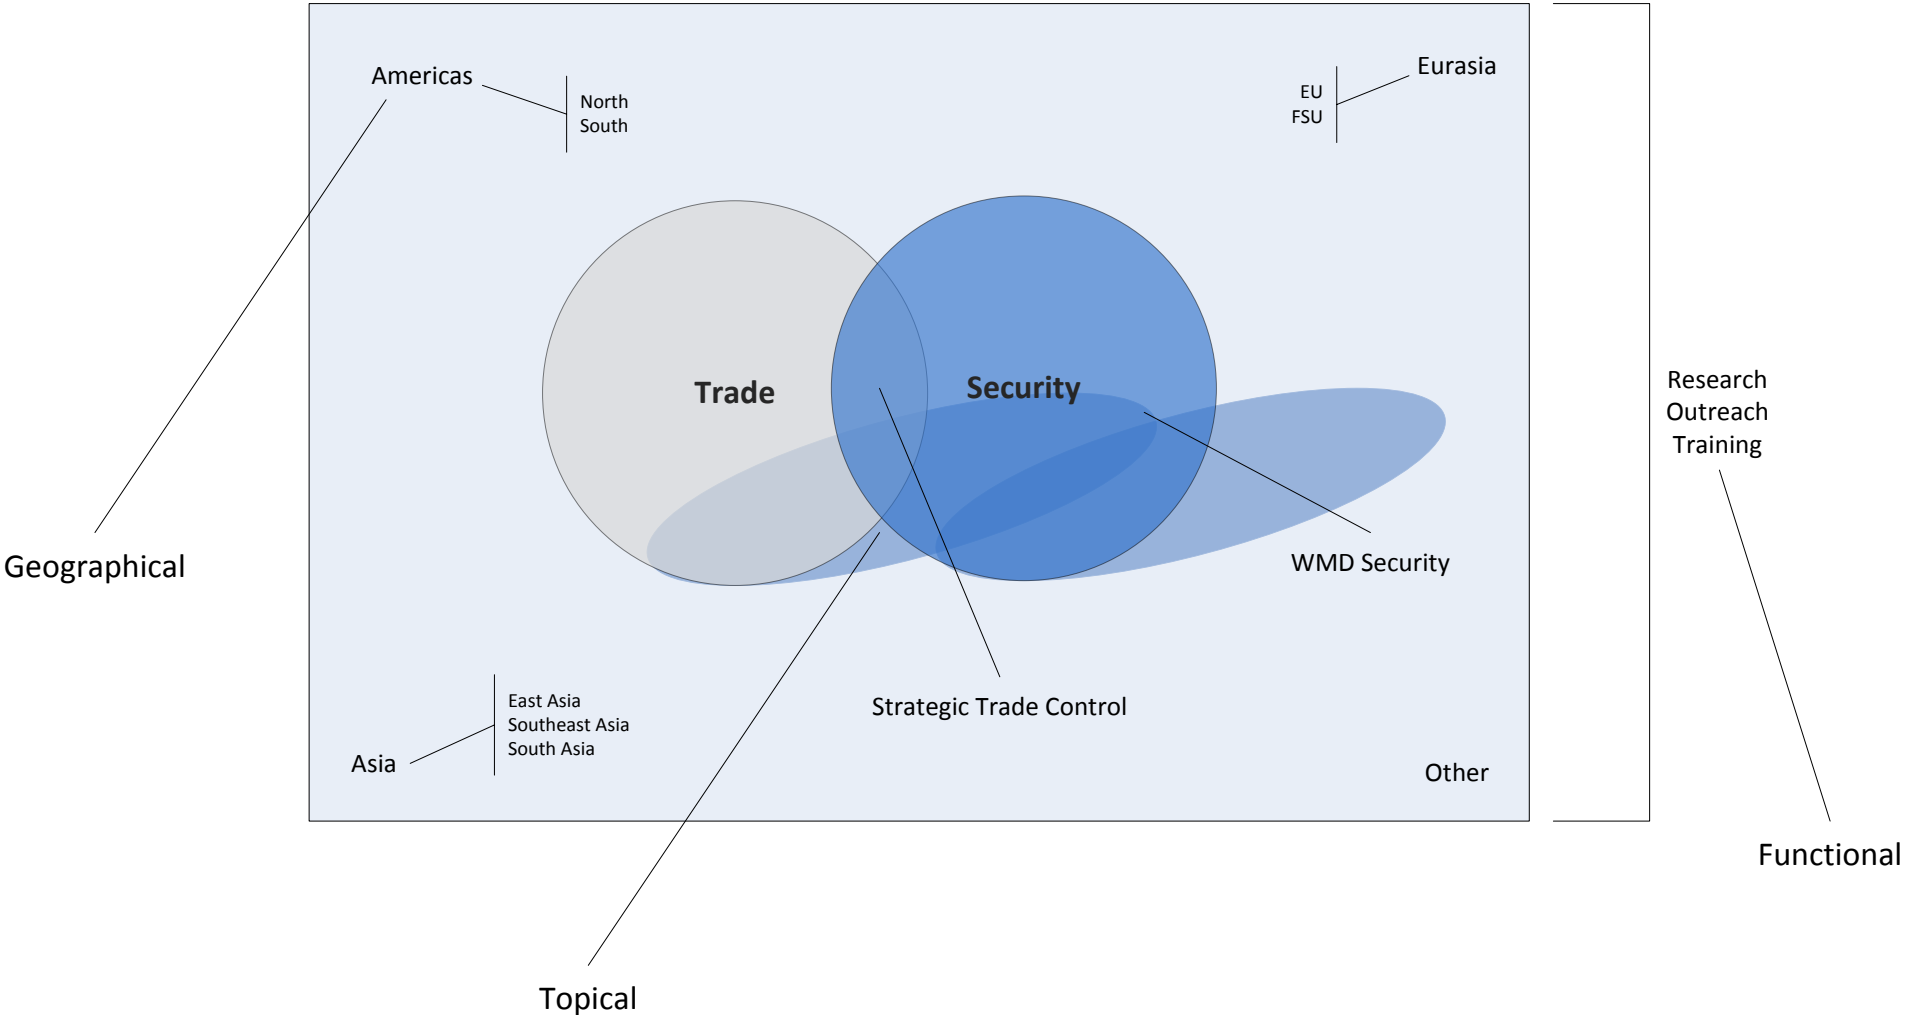 Americas
North
South
Eurasia
EU
FSU
Trade
Security
Research
Outreach
Training
Geographical
WMD Security
Strategic Trade Control
East Asia
Southeast Asia
South Asia
Asia
Other
Functional
Topical